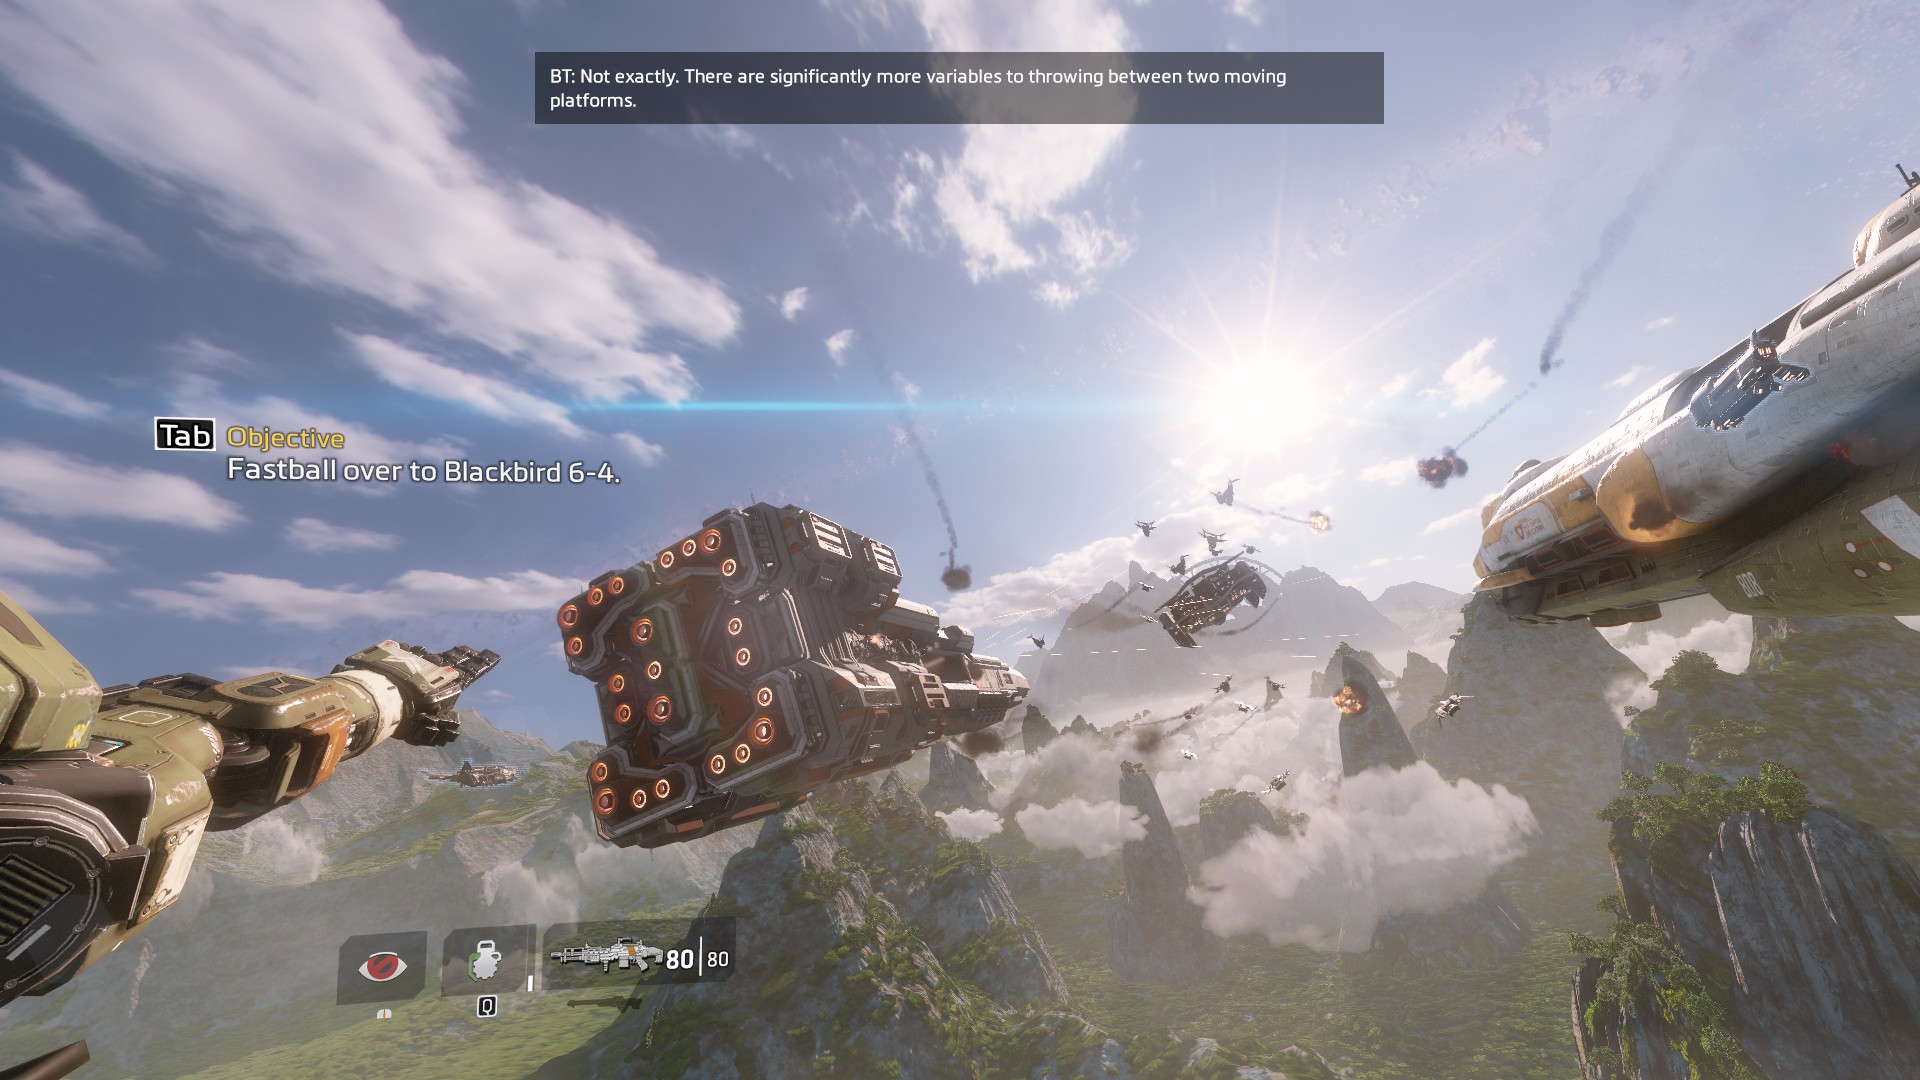 BT: Not exactly. There are significantly more variables to throwing between two moving
platforms.
Tab Objective
Fastball over to Blackbird 6-4.
80 80
Q